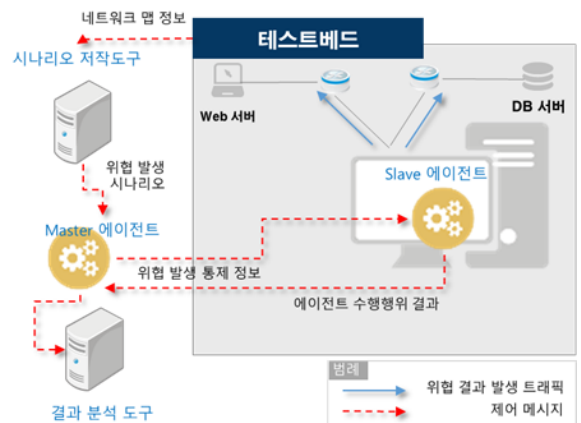 네트워크 맵 정보
테스트베드
시나리오 저작도구
Web 서버
DB 서버
위협 발생
시나리오
Slave 에이전트
Master 에이전트
위협 발생 통제 정보
에이전트 수행행위 결과
결과 분석 도구
범례
위협 결과 발생 트래픽
제어 메시지